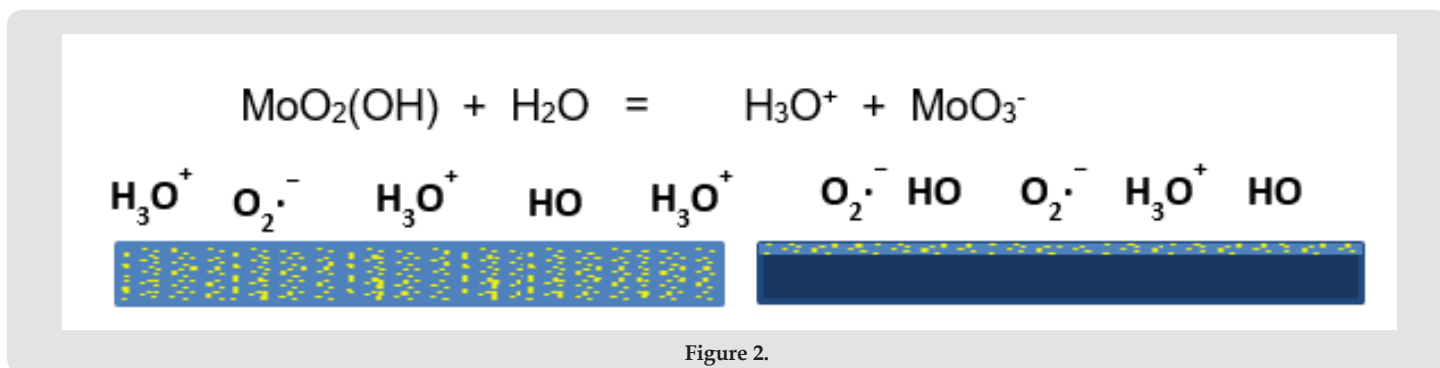 MoO₂(OH) + H₂O = H₃O⁺ + MoO₃⁻
H₃O⁺ O₂·⁻ H₃O⁺ HO H₃O⁺ O₂·⁻ HO O₂·⁻ H₃O⁺ HO
Figure 2.